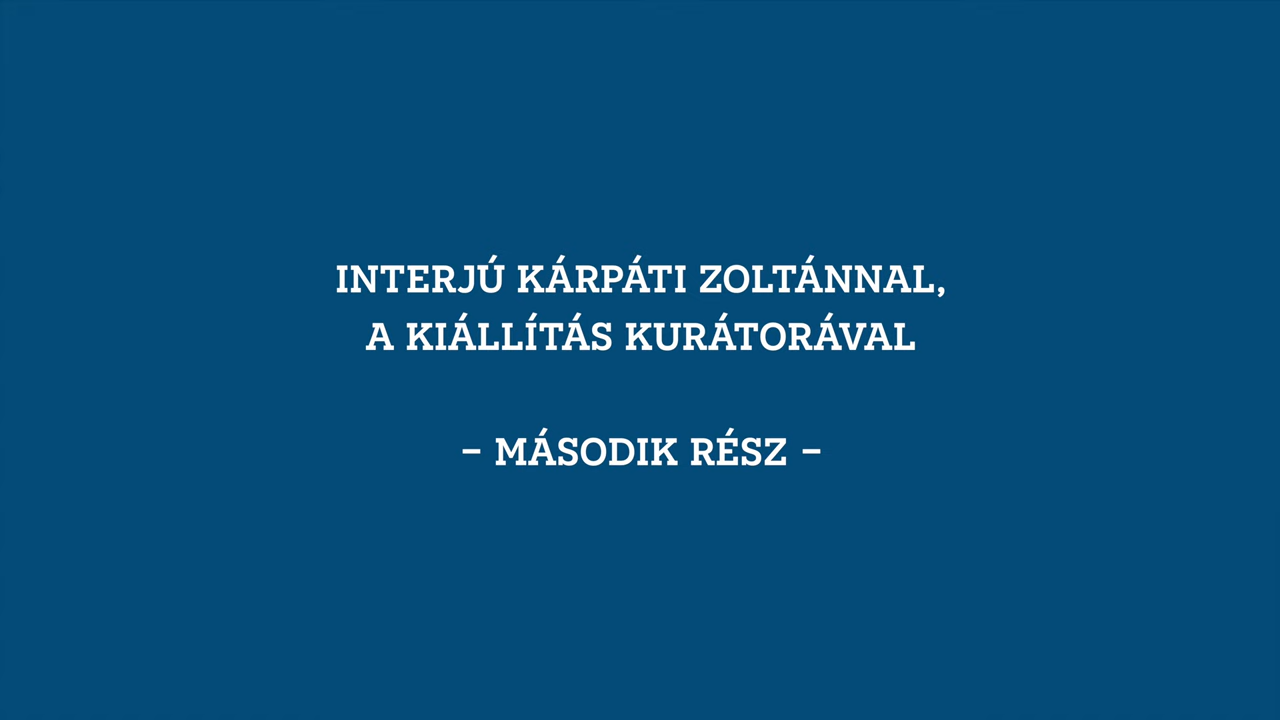 INTERJÚ KÁRPÁTI ZOLTÁNNAL,
A KIÁLLÍTÁS KURÁTORÁVAL
– MÁSODIK RÉSZ –